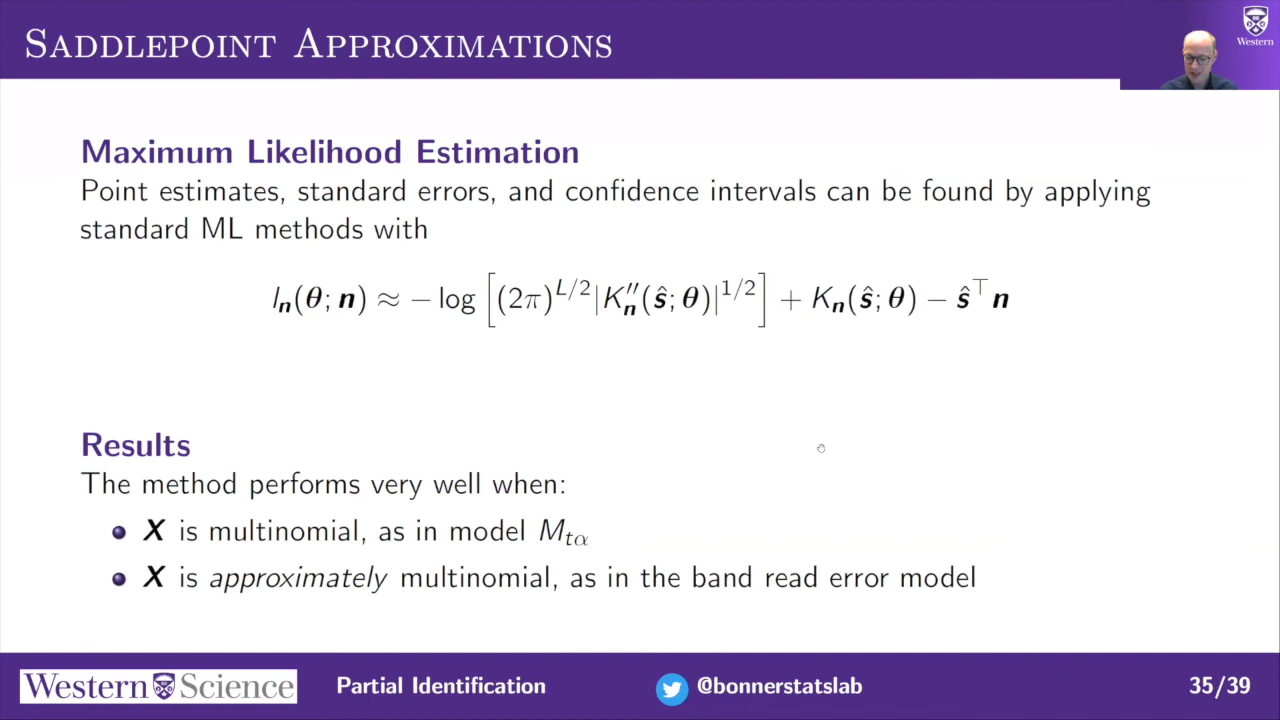 Saddlepoint Approximations
Western
Maximum Likelihood Estimation
Point estimates, standard errors, and confidence intervals can be found by applying
standard ML methods with
l_n(θ; n) ≈ − log [(2π)^{L/2} |K''_n(ŝ; θ)|^{1/2}] + K_n(ŝ; θ) − ŝ^⊤ n
Results
The method performs very well when:
• X is multinomial, as in model M_{tα}
• X is approximately multinomial, as in the band read error model
Western Science
Partial Identification
@bonnerstatslab
35/39